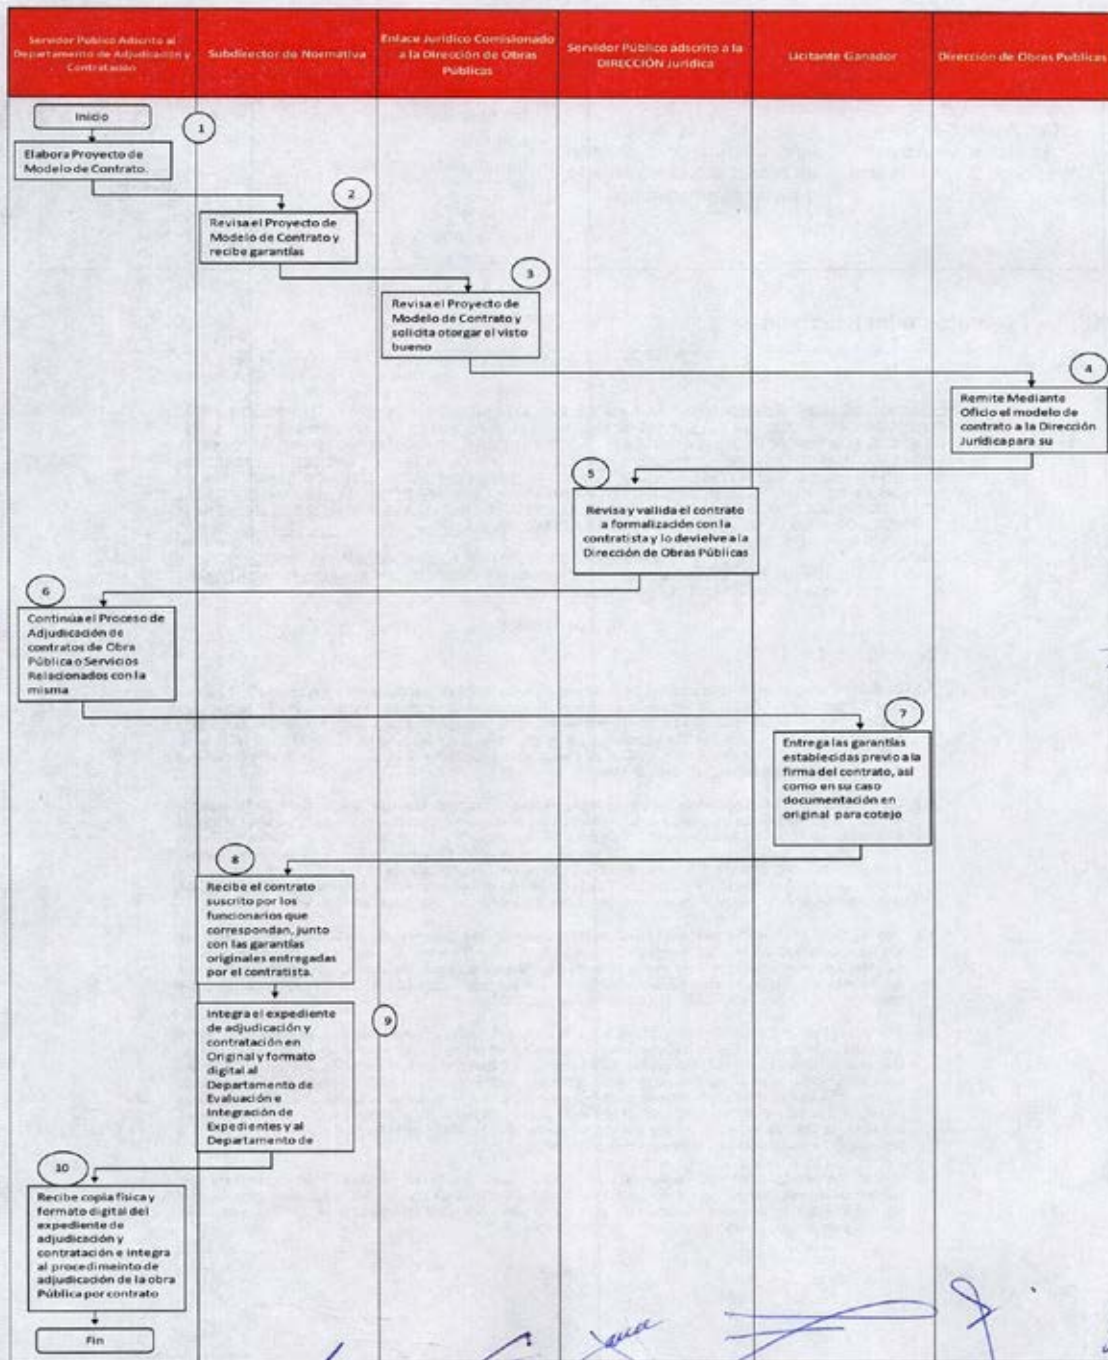 Servidor Público Adscrito al
Departamento de Adjudicación y
Contratación
Subdirector de Normativa
Enlace Jurídico Comisionado
a la Dirección de Obras
Públicas
Servidor Público adscrito a la
DIRECCIÓN Jurídica
Licitante Ganador
Dirección de Obras Publicas
Inicio
1
Elabora Proyecto de
Modelo de Contrato.
2
Revisa el Proyecto de
Modelo de Contrato y
recibe garantías
3
Revisa el Proyecto de
Modelo de Contrato y
solicita otorgar el visto
bueno
4
Remite Mediante
Oficio el modelo de
contrato a la Dirección
Jurídica para su
5
Revisa y vallida el contrato
a formalización con la
contratista y lo devielve a la
Dirección de Obras Públicas
6
Continúa el Proceso de
Adjudicación de
contratos de Obra
Pública o Servicios
Relacionados con la
misma
7
Entrega las garantías
establecidas previo a la
firma del contrato, así
como en su caso
documentación en
original para cotejo
8
Recibe el contrato
suscrito por los
funcionarios que
correspondan, junto
con las garantías
originales entregadas
por el contratista.
9
Integra el expediente
de adjudicación y
contratación en
Original y formato
digital al
Departamento de
Evaluación e
Integración de
Expedientes y al
Departamento de
10
Recibe copia física y
formato digital del
expediente de
adjudicación y
contratación e integra
al procedimeinto de
adjudicación de la obra
Pública por contrato
Fin